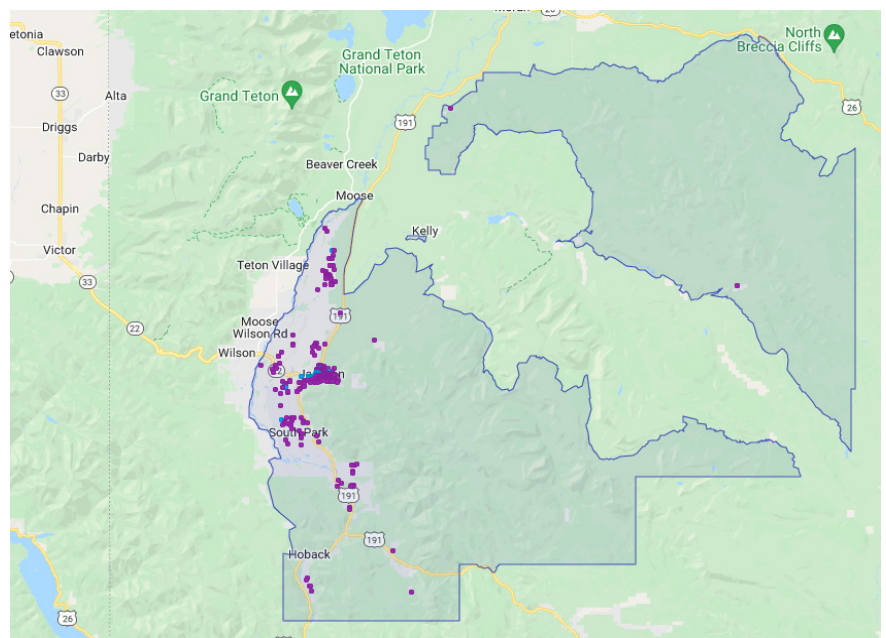 26
North
Breccia Cliffs
etonia
Clawson
Grand Teton
National Park
Grand Teton
33
Alta
26
191
Driggs
Darby
Beaver Creek
Moose
Chapin
Kelly
Victor
Teton Village
33
191
Moose
Wilson Rd
22
Wilson
South Park
191
191
Hoback
26